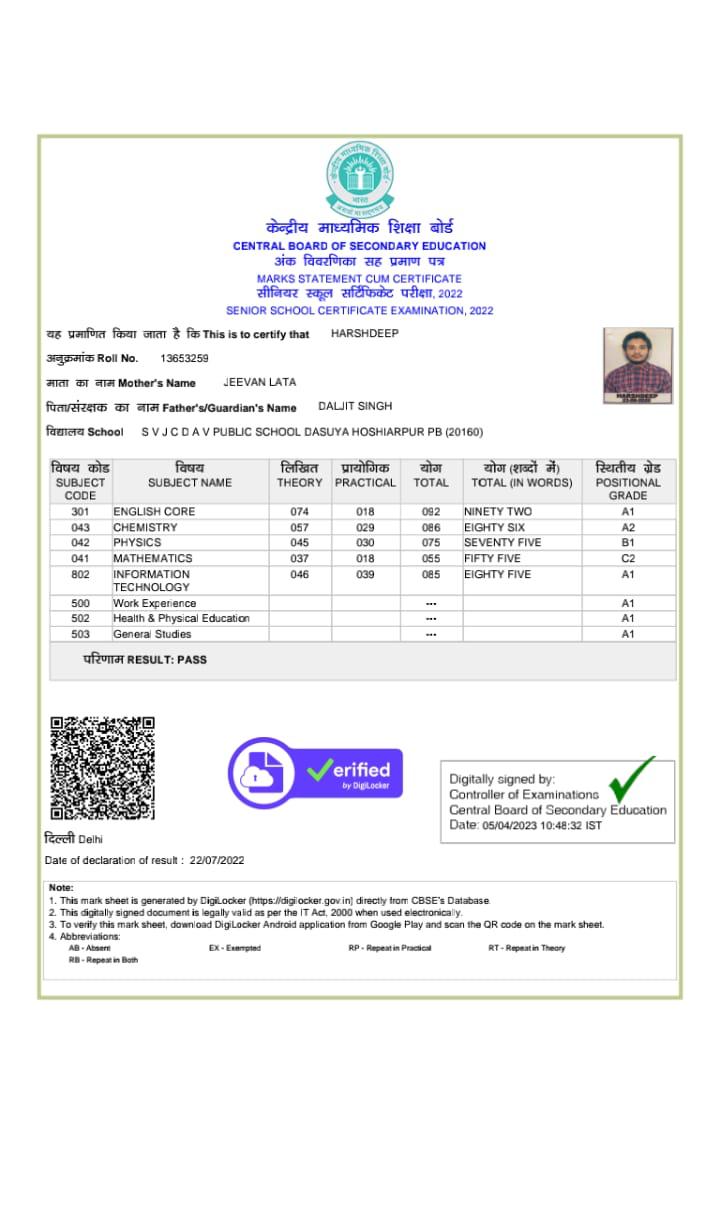 केन्द्रीय माध्यमिक शिक्षा बोर्ड
भारत
असतो मा सद्गमय
केन्द्रीय माध्यमिक शिक्षा बोर्ड
CENTRAL BOARD OF SECONDARY EDUCATION
अंक विवरणिका सह प्रमाण पत्र
MARKS STATEMENT CUM CERTIFICATE
सीनियर स्कूल सर्टिफिकेट परीक्षा, 2022
SENIOR SCHOOL CERTIFICATE EXAMINATION, 2022
यह प्रमाणित किया जाता है कि This is to certify that HARSHDEEP
अनुक्रमांक Roll No. 13653259
माता का नाम Mother's Name JEEVAN LATA
पिता/संरक्षक का नाम Father's/Guardian's Name DALJIT SINGH
विद्यालय School S V J C D A V PUBLIC SCHOOL DASUYA HOSHIARPUR PB (20160)
HARSHDEEP
विषय कोड विषय लिखित प्रायोगिक योग योग (शब्दों में) स्थितीय ग्रेड
SUBJECT CODE SUBJECT NAME THEORY PRACTICAL TOTAL TOTAL (IN WORDS) POSITIONAL GRADE
301 ENGLISH CORE 074 018 092 NINETY TWO A1
043 CHEMISTRY 057 029 086 EIGHTY SIX A2
042 PHYSICS 045 030 075 SEVENTY FIVE B1
041 MATHEMATICS 037 018 055 FIFTY FIVE C2
802 INFORMATION TECHNOLOGY 046 039 085 EIGHTY FIVE A1
500 Work Experience --- A1
502 Health & Physical Education --- A1
503 General Studies --- A1
परिणाम RESULT: PASS
Verified
by DigiLocker
Digitally signed by:
Controller of Examinations
Central Board of Secondary Education
Date: 05/04/2023 10:48:32 IST
दिल्ली Delhi
Date of declaration of result : 22/07/2022
Note:
1. This mark sheet is generated by DigiLocker (https://digilocker.gov.in) directly from CBSE's Database.
2. This digitally signed document is legally valid as per the IT Act, 2000 when used electronically.
3. To verify this mark sheet, download DigiLocker Android application from Google Play and scan the QR code on the mark sheet.
4. Abbreviations:
AB - Absent EX - Exempted RP - Repeat in Practical RT - Repeat in Theory
RB - Repeat in Both